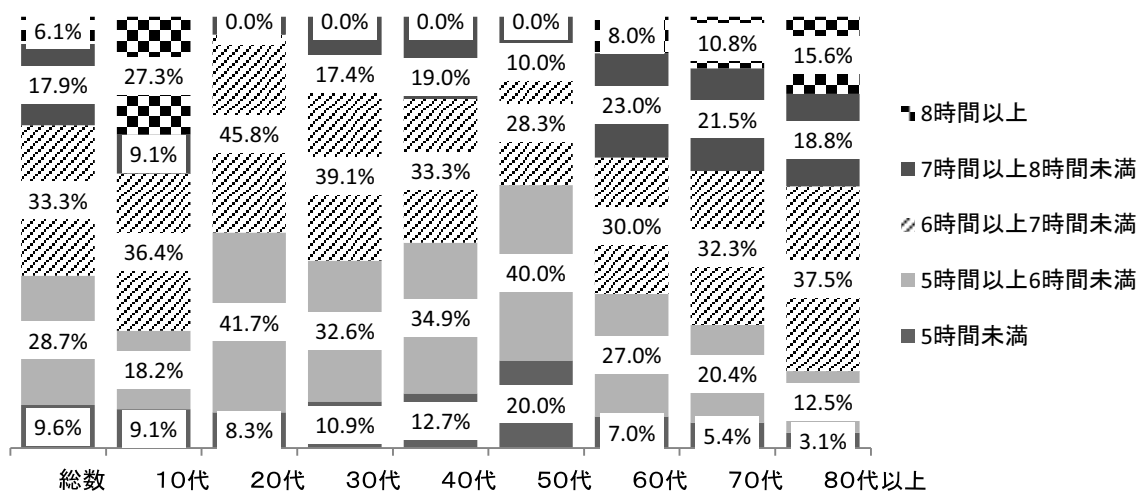 6.1% 27.3% 0.0% 0.0% 0.0% 0.0% 8.0% 10.8% 15.6%
17.9% 9.1% 45.8% 17.4% 19.0% 10.0% 23.0% 21.5% 18.8%
33.3% 36.4% 41.7% 39.1% 33.3% 28.3% 30.0% 32.3% 37.5%
28.7% 18.2% 8.3% 32.6% 34.9% 40.0% 27.0% 20.4% 12.5%
9.6% 9.1% 10.9% 12.7% 20.0% 7.0% 5.4% 3.1%
総数 10代 20代 30代 40代 50代 60代 70代 80代以上
8時間以上
7時間以上8時間未満
6時間以上7時間未満
5時間以上6時間未満
5時間未満